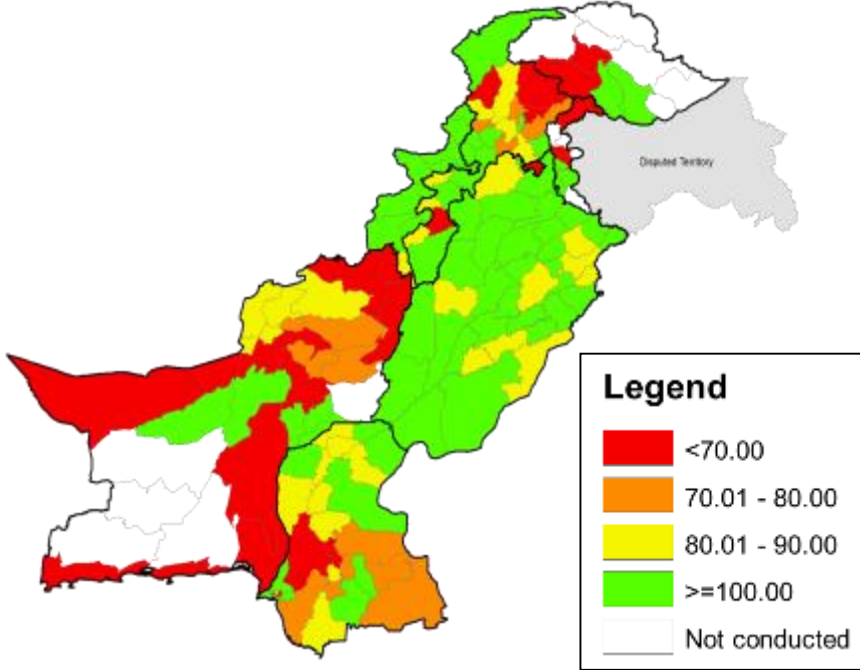 Disputed Territory
Legend
<70.00
70.01 - 80.00
80.01 - 90.00
>=100.00
Not conducted